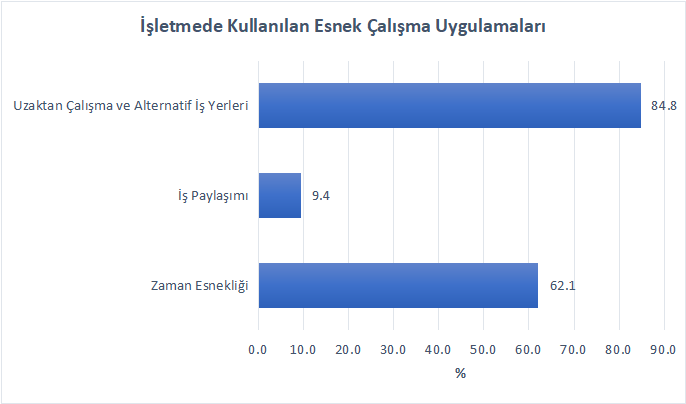 İşletmede Kullanılan Esnek Çalışma Uygulamaları
Uzaktan Çalışma ve Alternatif İş Yerleri
84.8
İş Paylaşımı
9.4
Zaman Esnekliği
62.1
0.0 10.0 20.0 30.0 40.0 50.0 60.0 70.0 80.0 90.0
%